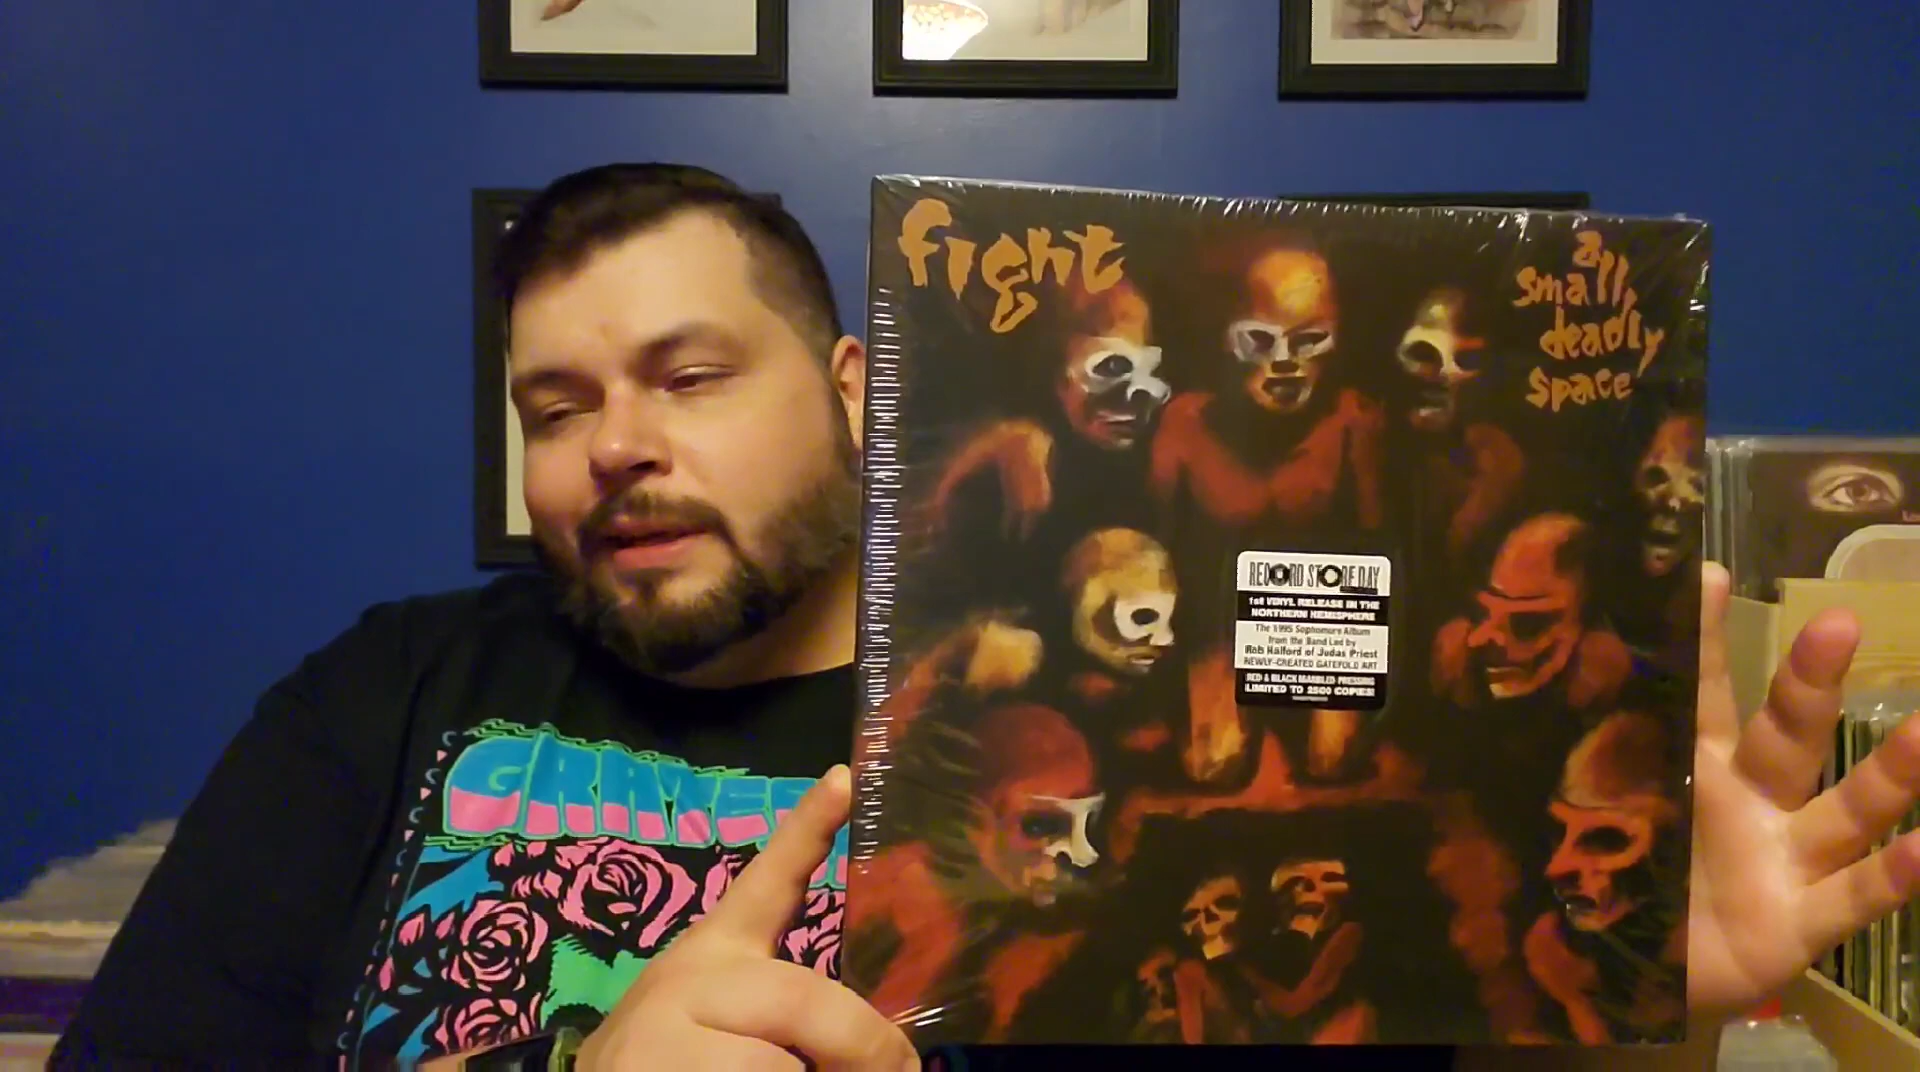 fight
a
small,
deadly
space
RECORD STORE DAY
1st VINYL RELEASE IN THE
NORTHERN HEMISPHERE
The 1995 Sophomore Album
from the Band Led by
Rob Halford of Judas Priest
NEWLY-CREATED GATEFOLD ART
RED & BLACK MARBLED PRESSING
LIMITED TO 2500 COPIES!
GRATEF